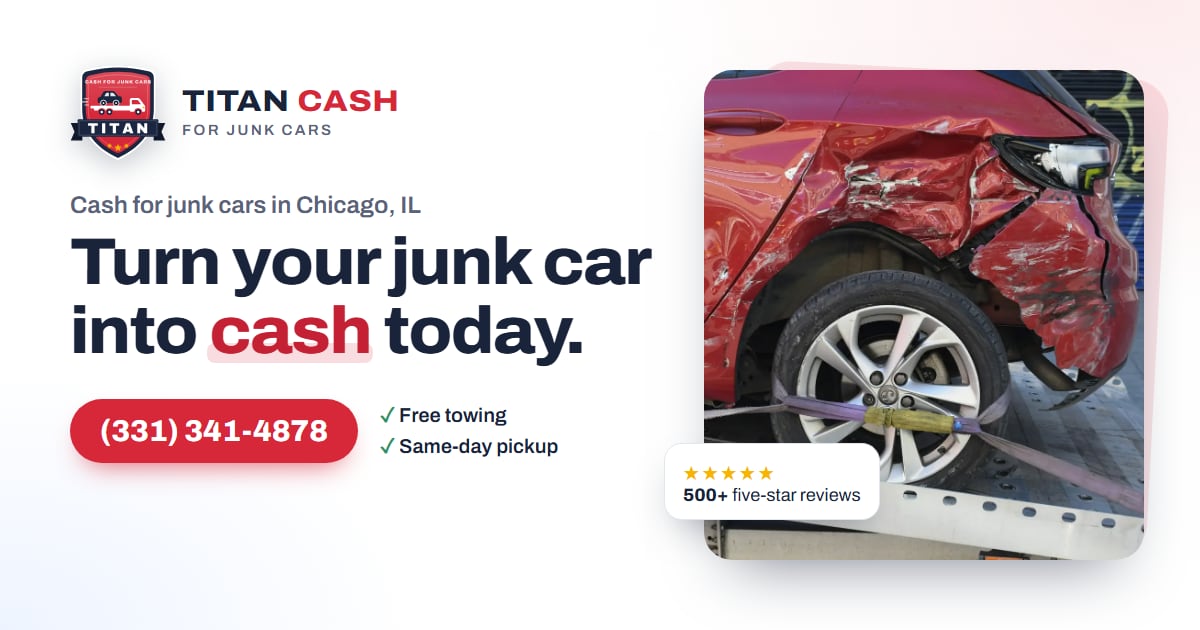 CASH FOR JUNK CARS
TITAN
TITAN CASH
FOR JUNK CARS
Cash for junk cars in Chicago, IL
Turn your junk car
into cash today.
(331) 341-4878
✓ Free towing
✓ Same-day pickup
★★★★★
500+ five-star reviews